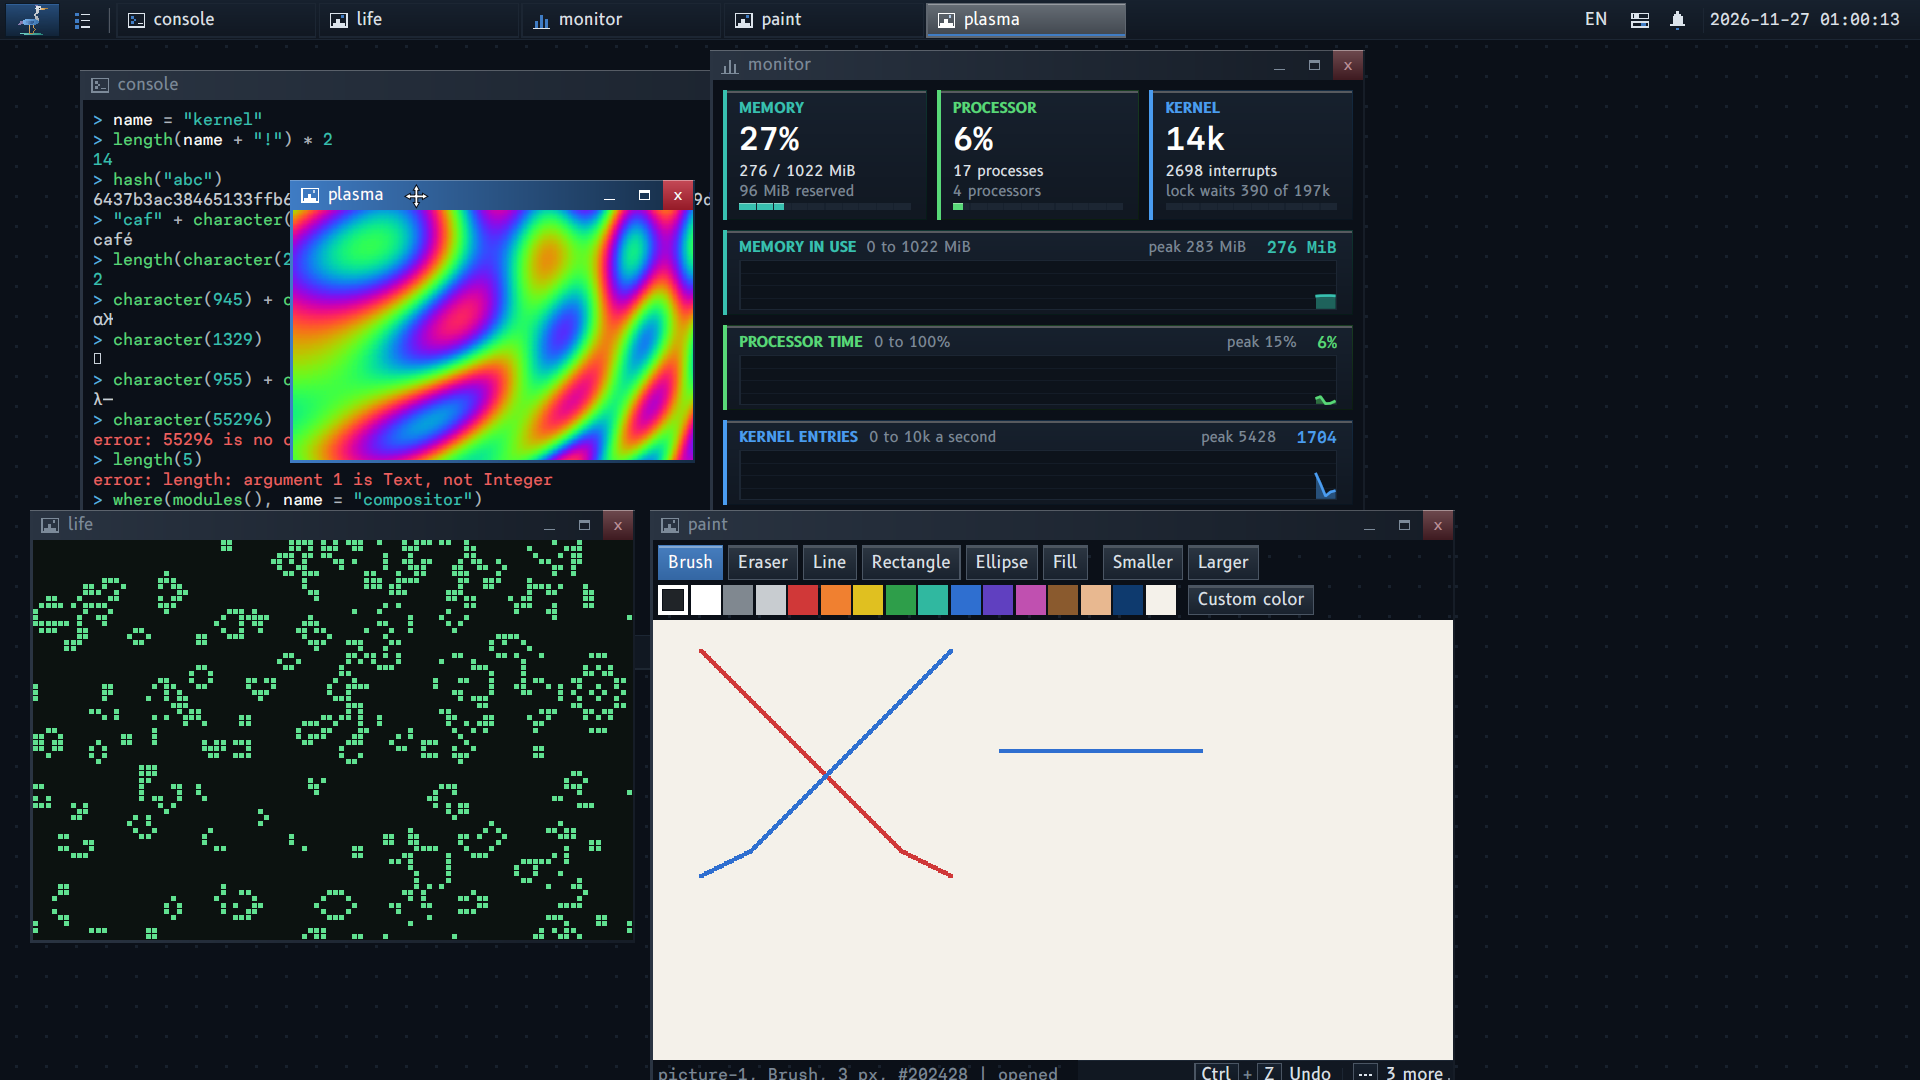 console
life
monitor
paint
plasma
EN
2026-11-27 01:00:13
console
> name = "kernel"
> length(name + "!") * 2
14
> hash("abc")
6437b3ac38465133ffb6
> "caf" + character(
café
> length(character(2
2
> character(945) + c
> character(1329)
> character(955) + c
λ—
> character(55296)
error: 55296 is no c
> length(5)
error: length: argument 1 is Text, not Integer
> where(modules(), name = "compositor")
plasma
x
monitor
x
MEMORY
27%
276 / 1022 MiB
96 MiB reserved
PROCESSOR
6%
17 processes
4 processors
KERNEL
14k
2698 interrupts
lock waits 390 of 197k
MEMORY IN USE 0 to 1022 MiB peak 283 MiB 276 MiB
PROCESSOR TIME 0 to 100% peak 15% 6%
KERNEL ENTRIES 0 to 10k a second peak 5428 1704
life
x
paint
x
Brush Eraser Line Rectangle Ellipse Fill Smaller Larger
Custom color
picture-1, Brush, 3 px, #202428 | opened
Ctrl + Z Undo ... 3 more